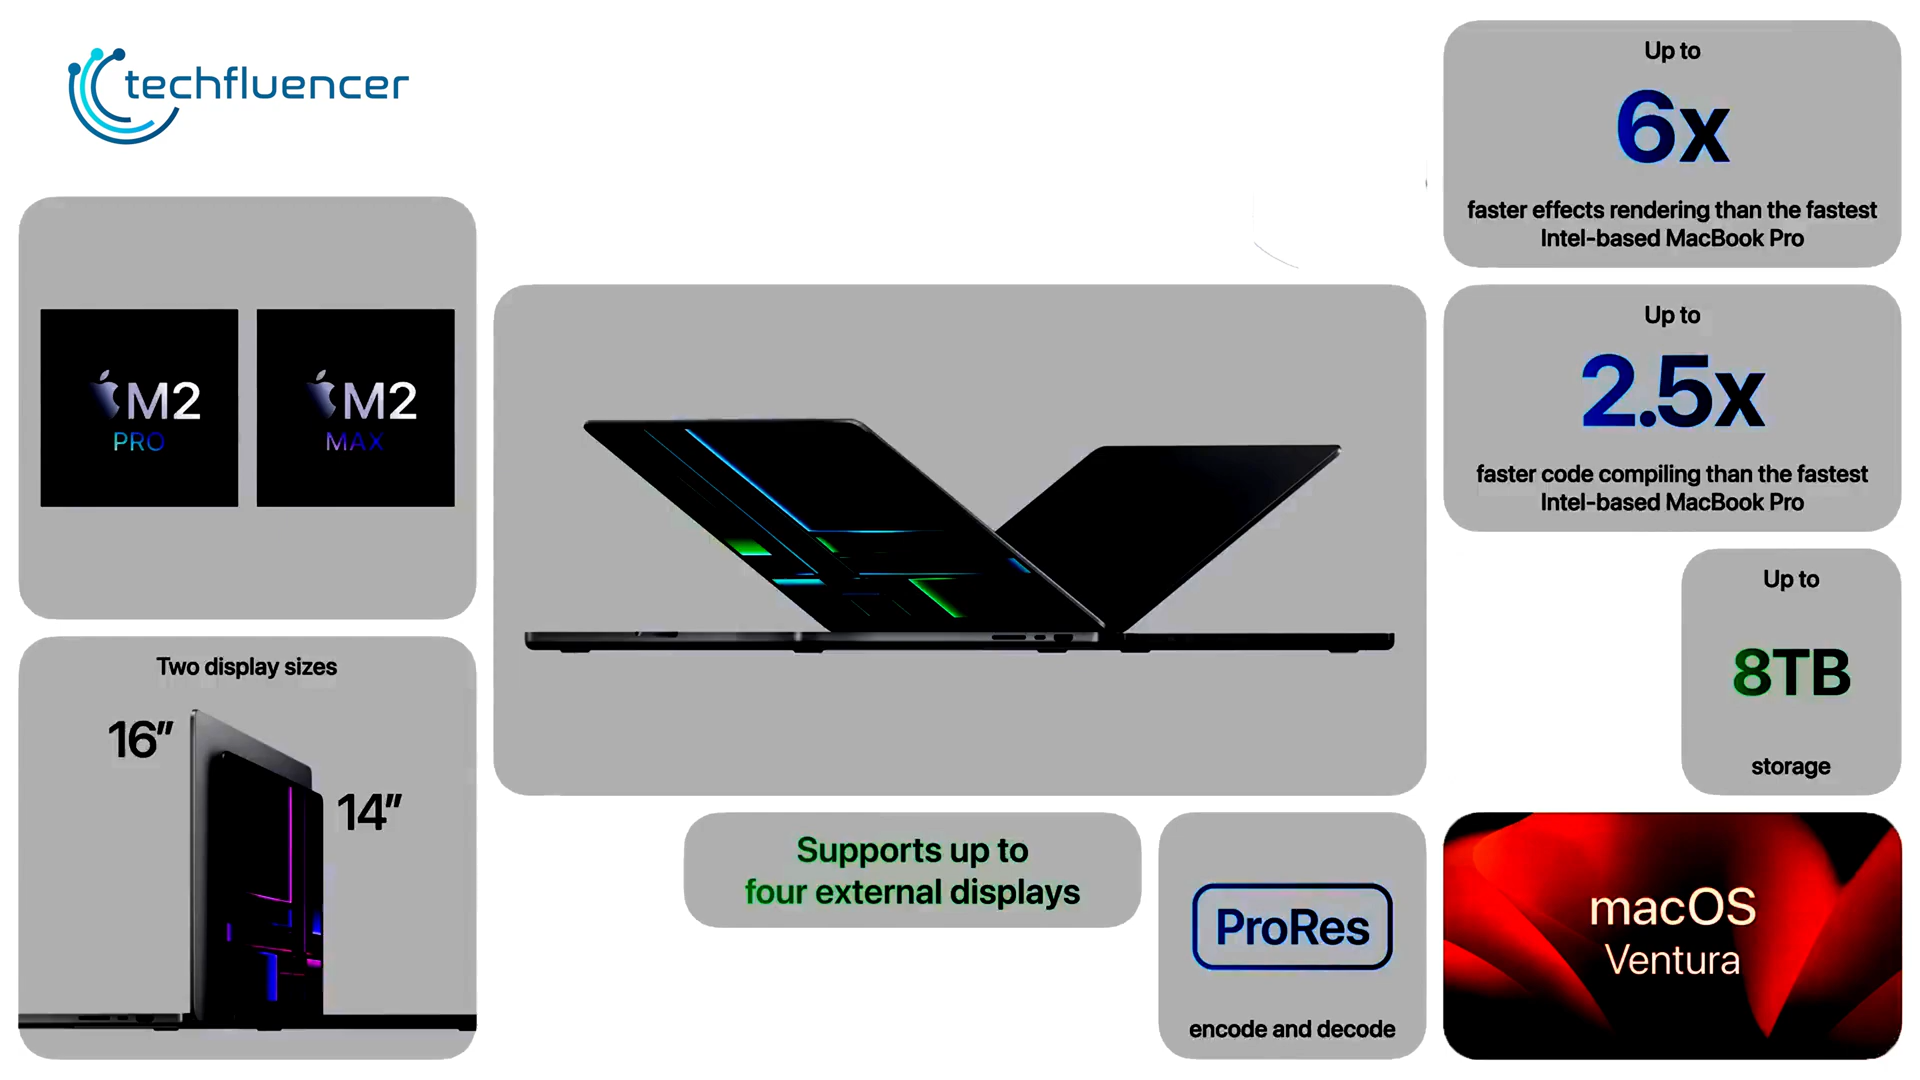 techfluencer
M2
PRO
M2
MAX
Two display sizes
16”
14”
Supports up to
four external displays
ProRes
encode and decode
Up to
6x
faster effects rendering than the fastest
Intel-based MacBook Pro
Up to
2.5x
faster code compiling than the fastest
Intel-based MacBook Pro
Up to
8TB
storage
macOS
Ventura